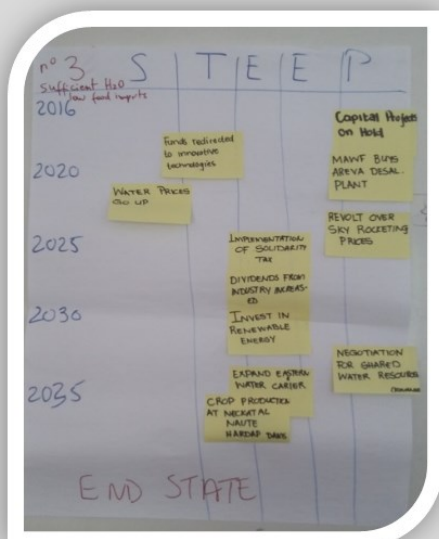 nº 3
sufficient H2O
low food imports
S T E E P
2016
Capital Projects
on Hold
Funds redirected
to innovative
technologies
MAWF BUYS
AREVA DESAL.
PLANT
2020
WATER PRICES
GO UP
REVOLT OVER
SKY ROCKETING
PRICES
2025
IMPLEMENTATION
OF SOLIDARITY
TAX
DIVIDENDS FROM
INDUSTRY INCREAS-
ED
2030
INVEST IN
RENEWABLE
ENERGY
NEGOTIATION
FOR SHARED
WATER RESOURCE
EXPAND EASTERN
WATER CARIER
2035
CROP PRODUCTION
AT NECKATAL
NAUTE
HARDAP DAMS
END STATE